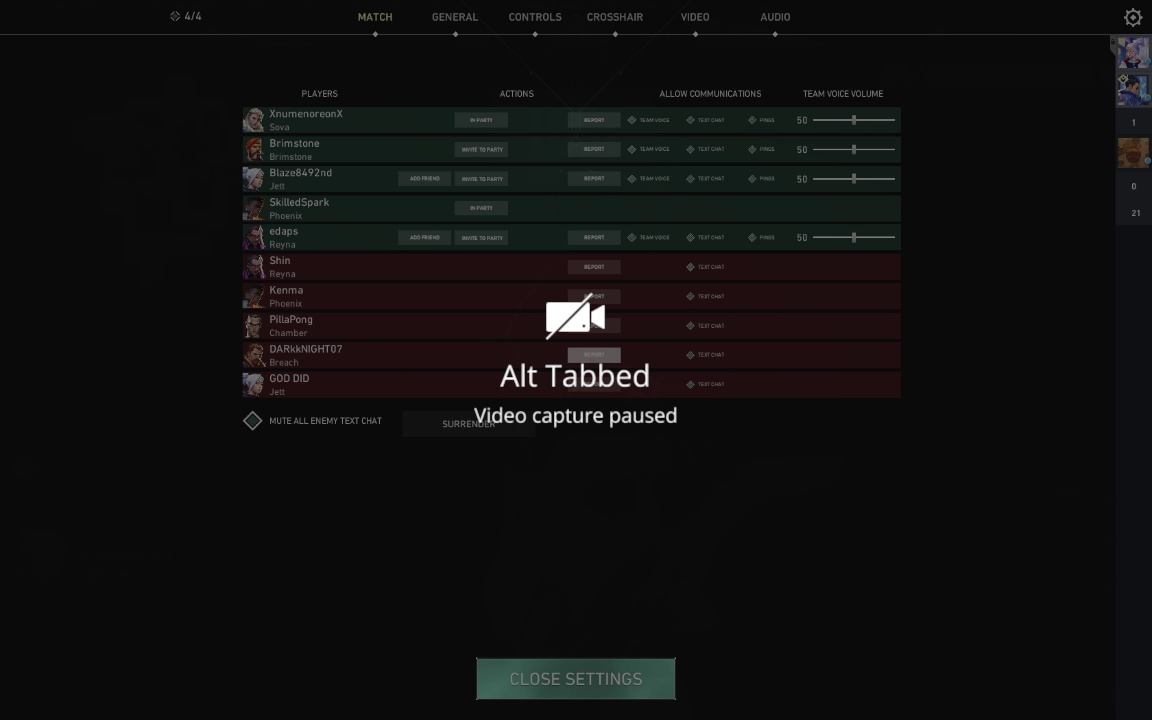 4/4 MATCH GENERAL CONTROLS CROSSHAIR VIDEO AUDIO
PLAYERS ACTIONS ALLOW COMMUNICATIONS TEAM VOICE VOLUME
XnumenoreonX
Sova
IN PARTY REPORT TEAM VOICE TEXT CHAT PINGS 50
Brimstone
Brimstone
INVITE TO PARTY REPORT TEAM VOICE TEXT CHAT PINGS 50
Blaze8492nd
Jett
ADD FRIEND INVITE TO PARTY REPORT TEAM VOICE TEXT CHAT PINGS 50
SkilledSpark
Phoenix
IN PARTY
edaps
Reyna
ADD FRIEND INVITE TO PARTY REPORT TEAM VOICE TEXT CHAT PINGS 50
Shin
Reyna
REPORT TEXT CHAT
Kenma
Phoenix
REPORT TEXT CHAT
PillaPong
Chamber
TEXT CHAT
DARkkNIGHT07
Breach
REPORT TEXT CHAT
GOD DID
Jett
TEXT CHAT
Alt Tabbed
Video capture paused
MUTE ALL ENEMY TEXT CHAT
SURRENDER
CLOSE SETTINGS
1
0
21